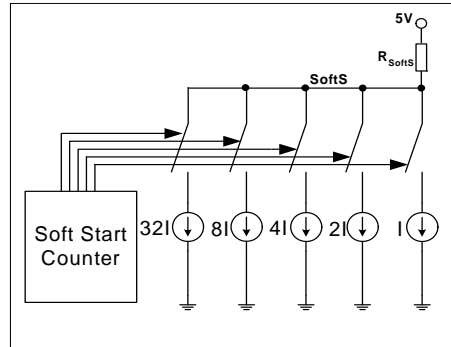 5V
RSoftS
SoftS
Soft Start
Counter
32I
8I
4I
2I
I